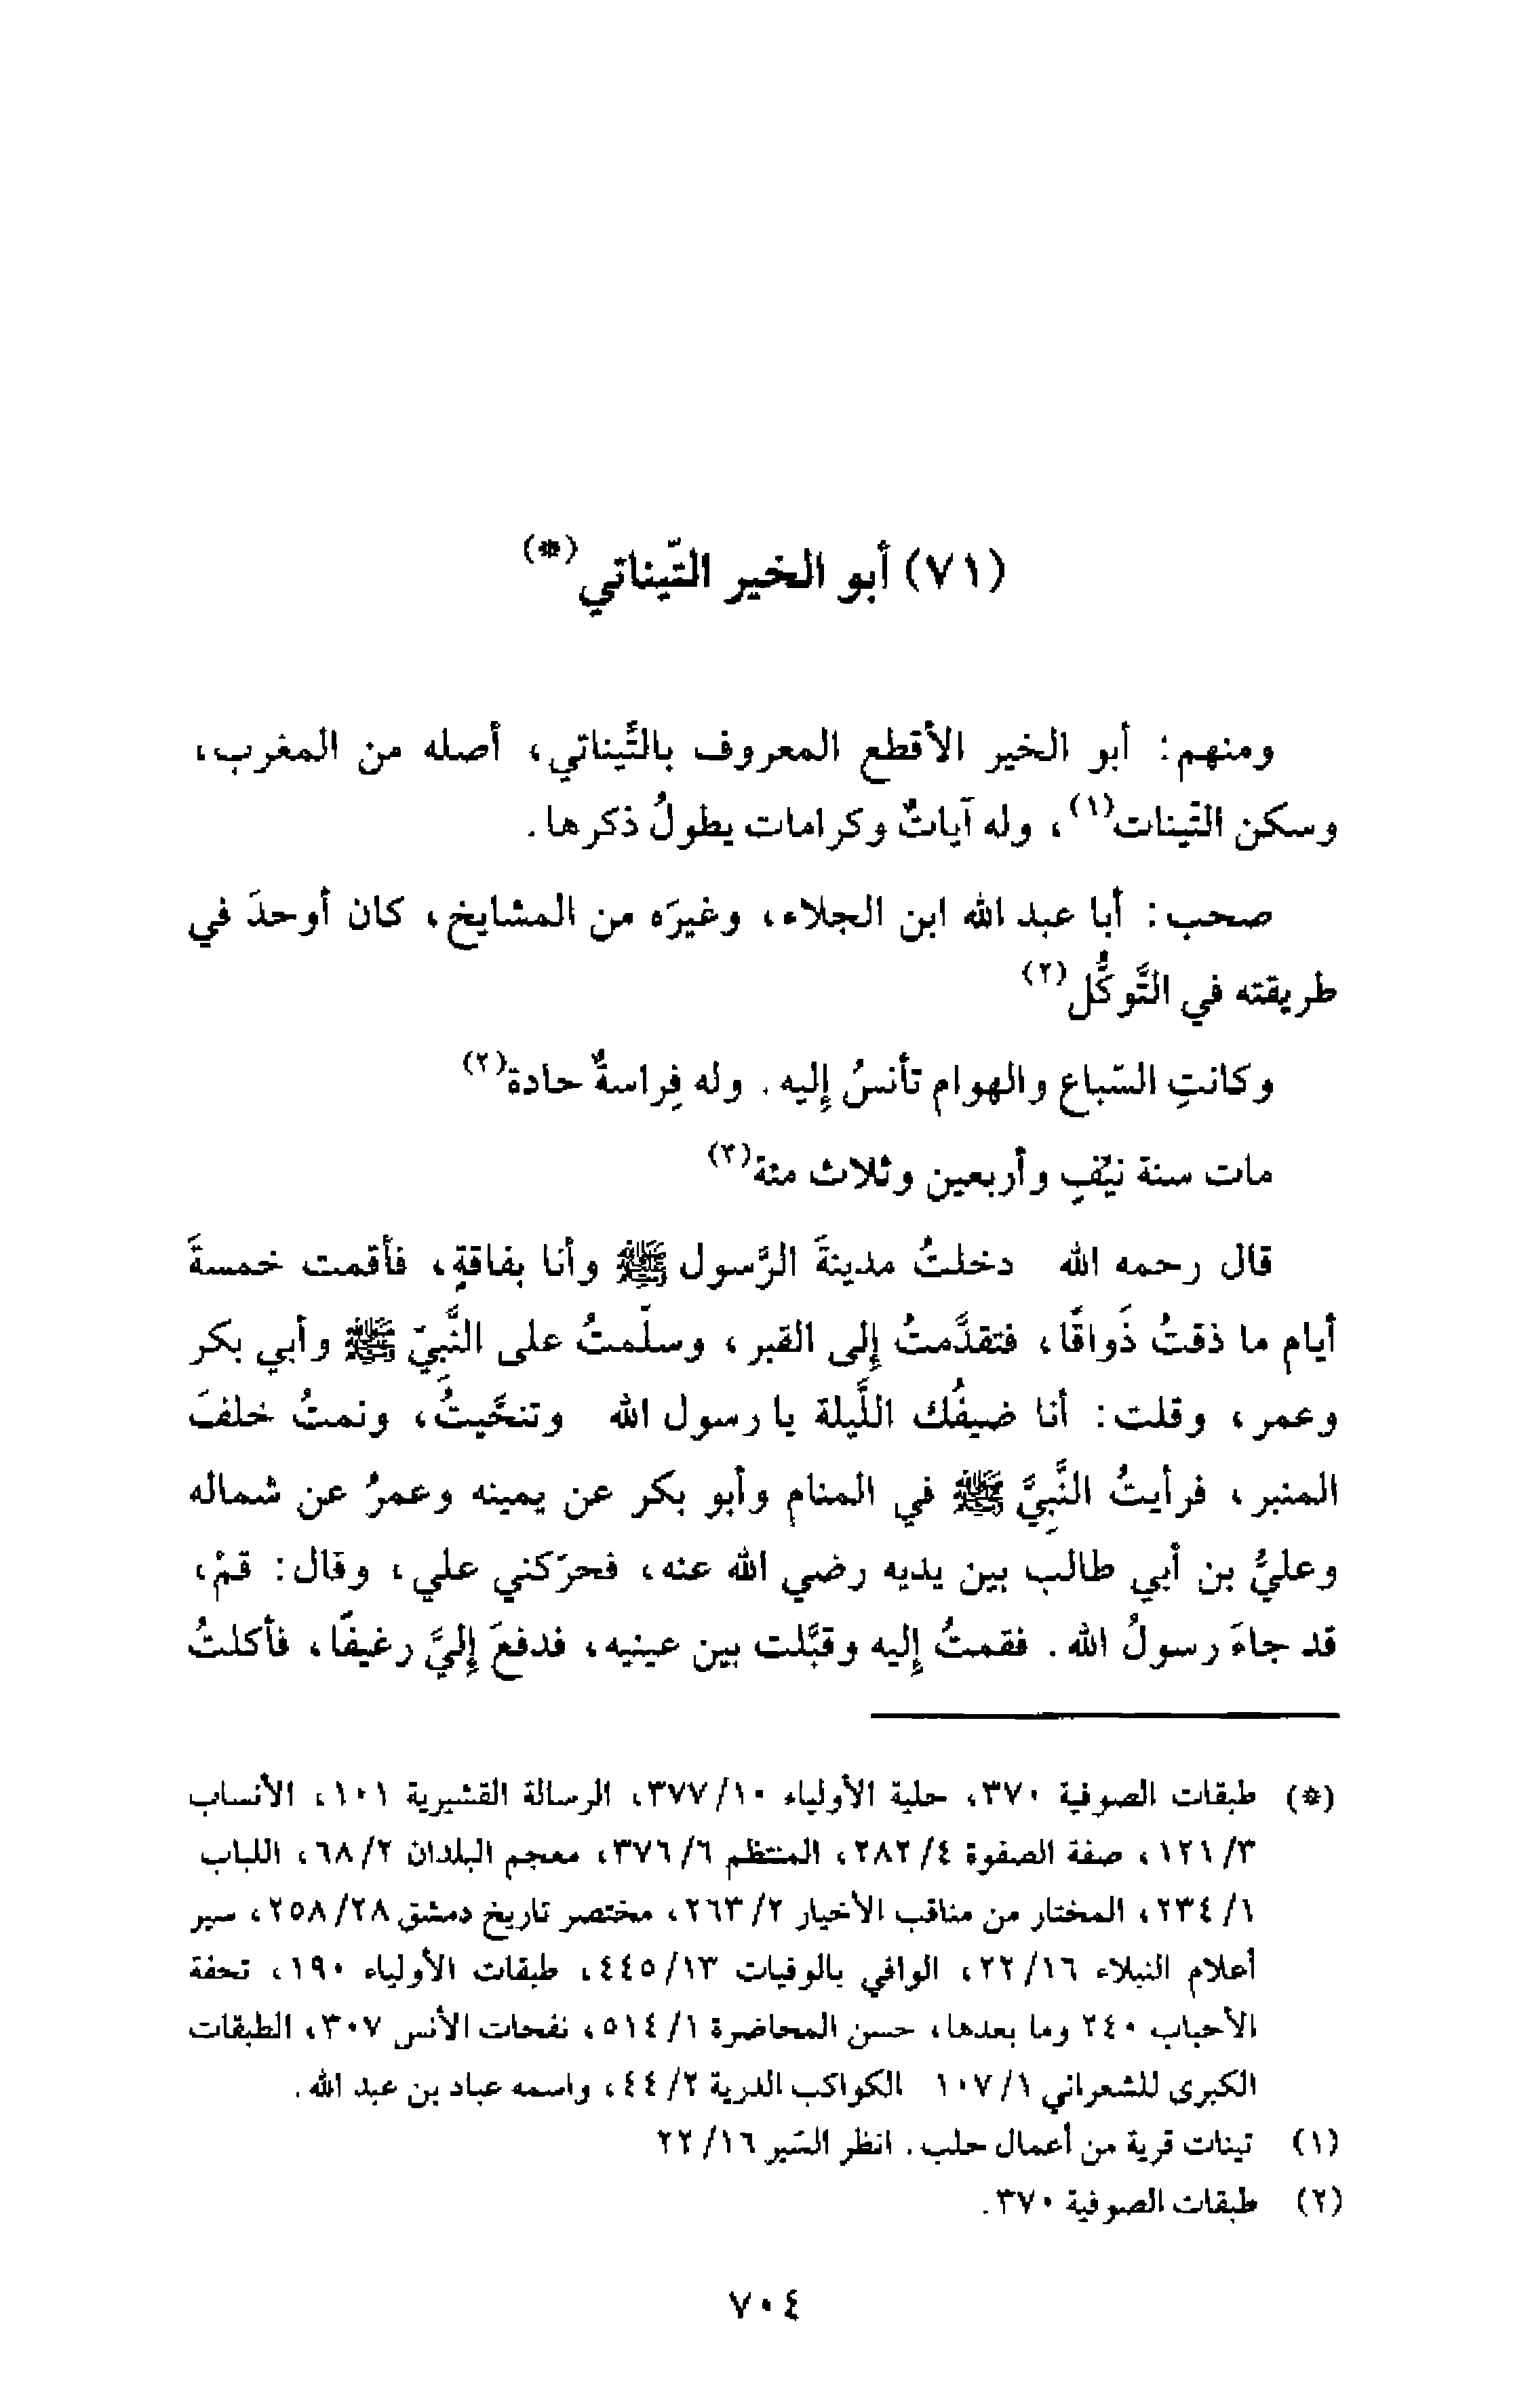 (٧١) أبو الخير التّيناتي(*)
ومنهم: أبو الخير الأقطع المعروف بالتَّيناتي، أصله من المغرب،
وسكن التّينات(١)، وله آياتٌ وكرامات يطولُ ذكرها.
صحب: أبا عبد الله ابن الجلاء، وغيرَه من المشايخ، كان أوحدَ في
طريقته في التَّوكُّل(٢)
وكانتِ السّباع والهوام تأنسُ إليه. وله فِراسةٌ حادة(٢)
مات سنة نيّفٍ وأربعين وثلاث مئة(٢)
قال رحمه الله دخلتُ مدينةَ الرَّسول ﷺ وأنا بفاقةٍ، فأقمت خمسةَ
أيام ما ذقتُ ذَواقًا، فتقدَّمتُ إلى القبر، وسلّمتُ على النَّبيّ ﷺ وأبي بكر
وعمر، وقلت: أنا ضيفُك اللَّيلة يا رسول الله وتنحَّيتُ، ونمتُ خلفَ
المنبر، فرأيتُ النَّبيَّ ﷺ في المنام وأبو بكر عن يمينه وعمرُ عن شماله
وعليُّ بن أبي طالب بين يديه رضي الله عنه، فحرّكني علي، وقال: قمْ،
قد جاءَ رسولُ الله. فقمتُ إليه وقبَّلت بين عينيه، فدفعَ إليَّ رغيفًا، فأكلتُ
(*) طبقات الصوفية ٣٧٠، حلية الأولياء ١٠/٣٧٧، الرسالة القشيرية ١٠١، الأنساب
٣/١٢١، صفة الصفوة ٤/٢٨٢، المنتظم ٦/٣٧٦، معجم البلدان ٢/٦٨، اللباب
١/٢٣٤، المختار من مناقب الأخيار ٢/٢٦٣، مختصر تاريخ دمشق ٢٨/٢٥٨، سير
أعلام النبلاء ١٦/٢٢، الوافي بالوفيات ١٣/٤٤٥، طبقات الأولياء ١٩٠، تحفة
الأحباب ٢٤٠ وما بعدها، حسن المحاضرة ١/٥١٤، نفحات الأنس ٣٠٧، الطبقات
الكبرى للشعراني ١/١٠٧ الكواكب الدرية ٢/٤٤، واسمه عباد بن عبد الله.
(١) تينات قرية من أعمال حلب. انظر السّير ١٦/٢٢
(٢) طبقات الصوفية ٣٧٠.
٧٠٤